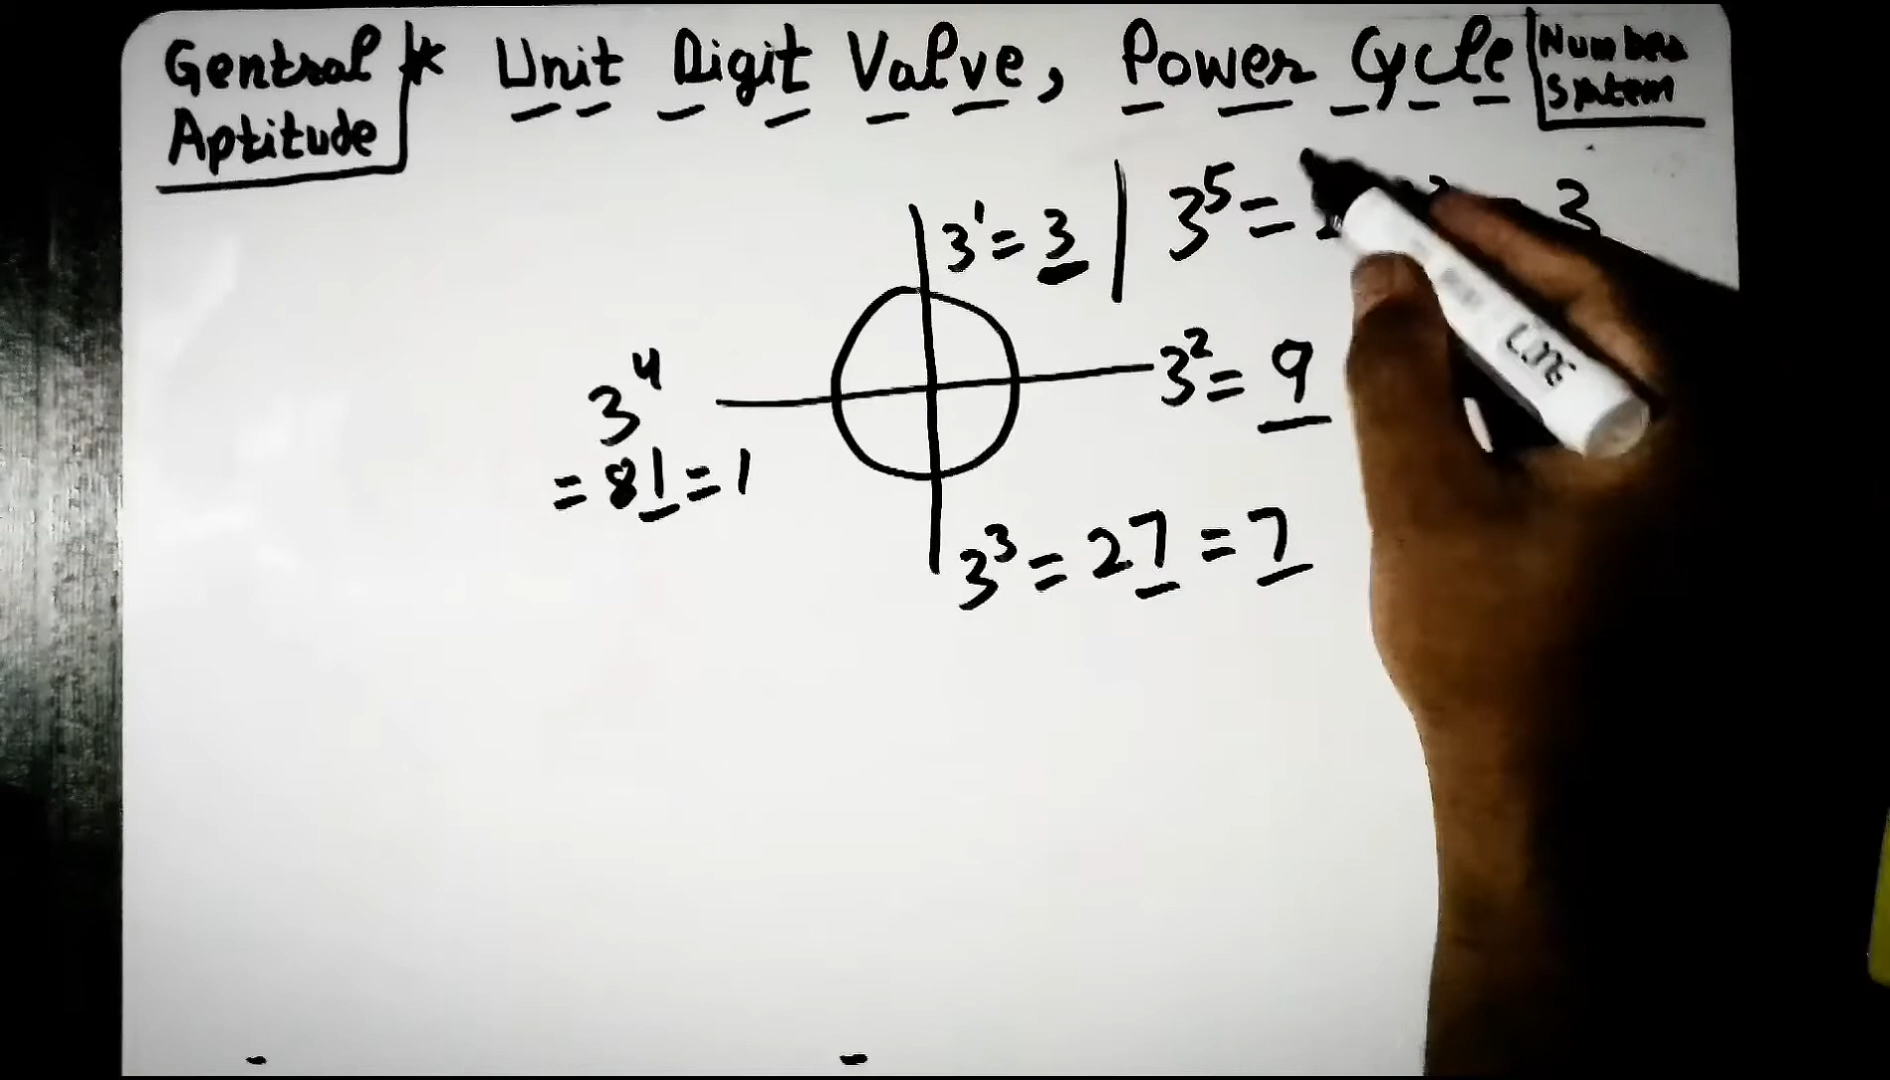 Gentral * Unit Digit Valve, Power Cycle Number
Aptitude System
3¹ = 3 | 3⁵ = 3
3² = 9
3⁴
= 81 = 1
3³ = 27 = 7